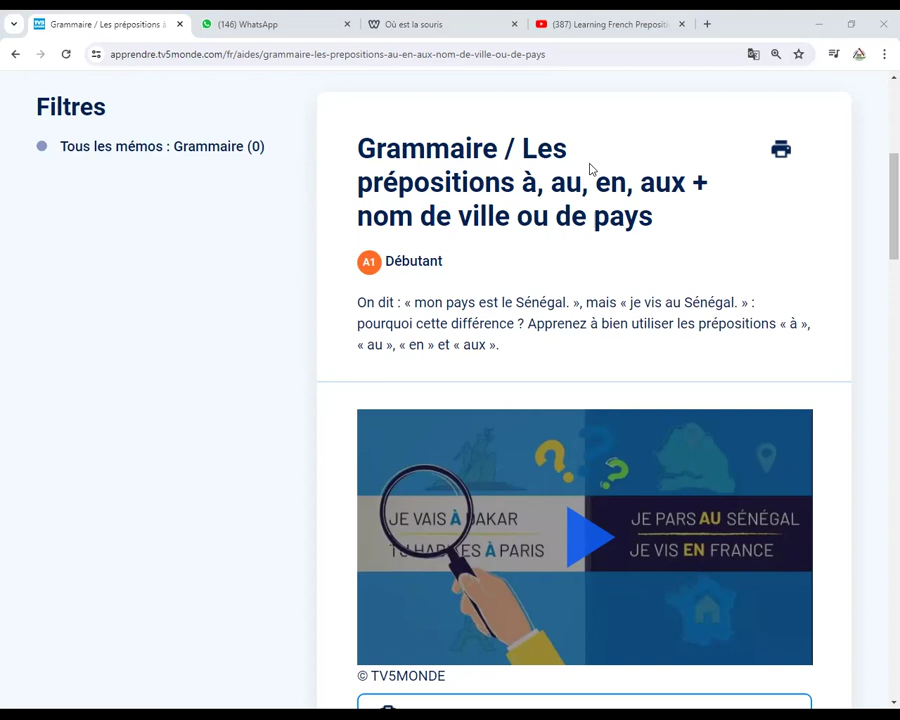 Grammaire / Les prépositions à
(146) WhatsApp
Où est la souris
(387) Learning French Preposit
apprendre.tv5monde.com/fr/aides/grammaire-les-prepositions-au-en-aux-nom-de-ville-ou-de-pays
Filtres
Tous les mémos : Grammaire (0)
Grammaire / Les
prépositions à, au, en, aux +
nom de ville ou de pays
A1 Débutant
On dit : « mon pays est le Sénégal. », mais « je vis au Sénégal. » :
pourquoi cette différence ? Apprenez à bien utiliser les prépositions « à »,
« au », « en » et « aux ».
JE VAIS À DAKAR
JE PARS AU SÉNÉGAL
À PARIS
JE VIS EN FRANCE
© TV5MONDE